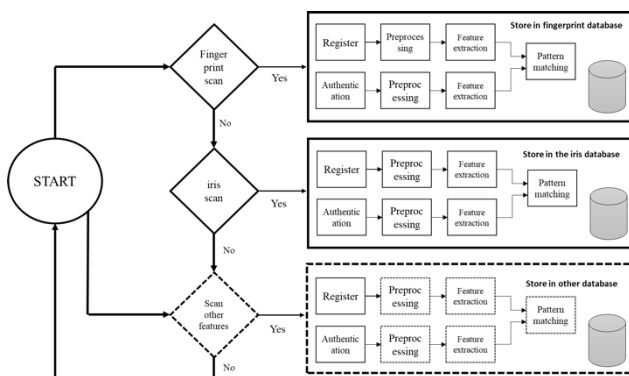 Store in fingerprint database
Finger
print
scan
Yes
Register
Preproces
sing
Feature
extraction
Pattern
matching
Authentic
ation
Preproc
essing
Feature
extraction
No
START
iris
scan
Yes
Store in the iris database
Register
Preproc
essing
Feature
extraction
Pattern
matching
Authentic
ation
Preproc
essing
Feature
extraction
No
Scan
other
features
Yes
Store in other database
Register
Preproc
essing
Feature
extraction
Pattern
matching
Authentic
ation
Preproc
essing
Feature
extraction
No